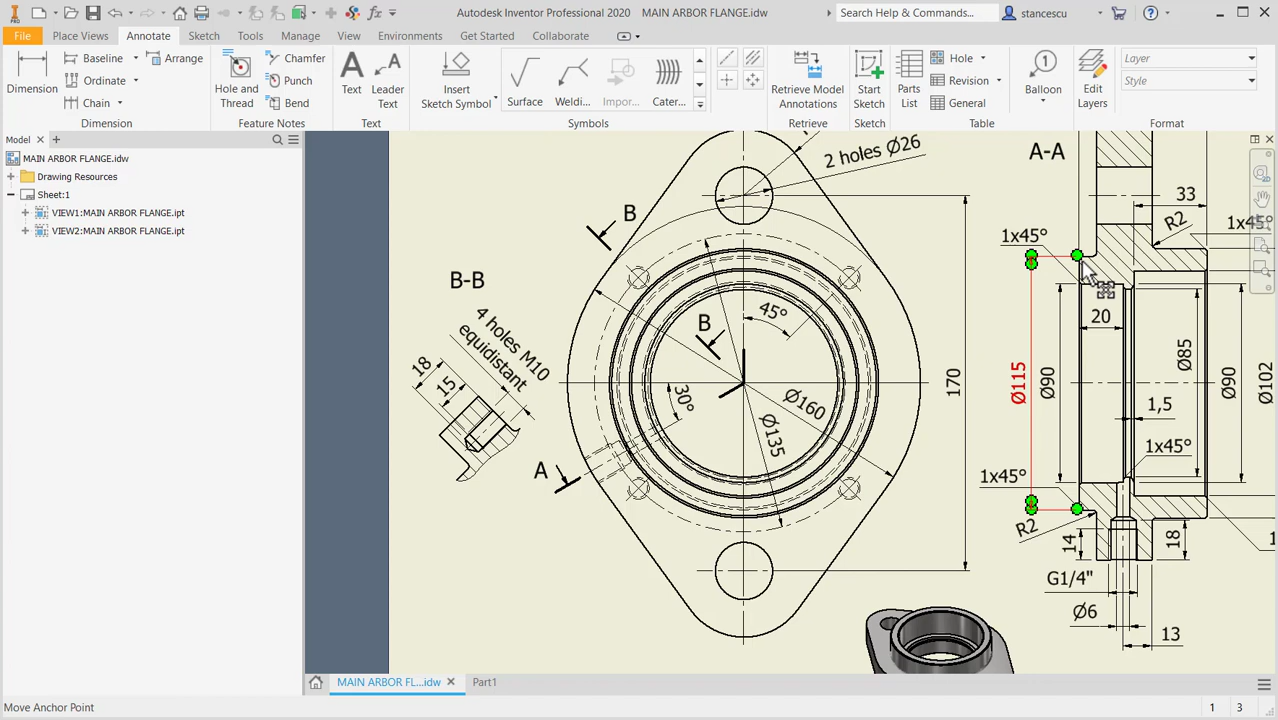 PRO
fx
Autodesk Inventor Professional 2020 MAIN ARBOR FLANGE.idw
Search Help & Commands...
stancescu
File
Place Views
Annotate
Sketch
Tools
Manage
View
Environments
Get Started
Collaborate
Dimension
Baseline
Ordinate
Chain
Arrange
Dimension
Hole and
Thread
Chamfer
Punch
Bend
Feature Notes
Text
Leader
Text
Text
Insert
Sketch Symbol
Surface
Weldi...
Impor...
Cater...
Symbols
Retrieve Model
Annotations
Retrieve
Start
Sketch
Sketch
Parts
List
Hole
Revision
General
Table
Balloon
Edit
Layers
Layer
Style
Format
Model
MAIN ARBOR FLANGE.idw
Drawing Resources
Sheet:1
VIEW1:MAIN ARBOR FLANGE.ipt
VIEW2:MAIN ARBOR FLANGE.ipt
2 holes Ø26
A-A
B
B-B
4 holes M10
equidistant
18
15
B
45°
30°
Ø160
Ø135
A
170
33
R2
1x45°
1x45°
20
Ø115
Ø90
Ø85
Ø90
Ø102
1,5
1x45°
1x45°
R2
14
18
1
G1/4"
Ø6
13
MAIN ARBOR FL...idw
Part1
Move Anchor Point
1
3